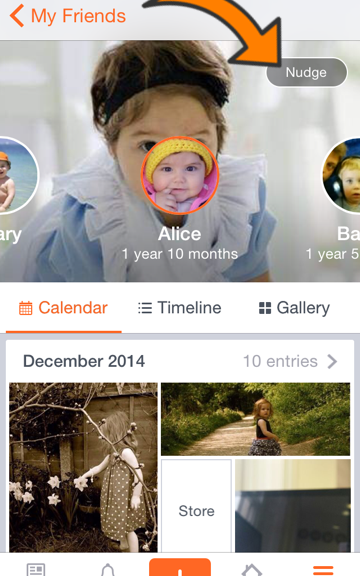 My Friends
Nudge
ary
Alice
Ba
1 year 10 months
1 year 5
Calendar
Timeline
Gallery
December 2014
10 entries
Store